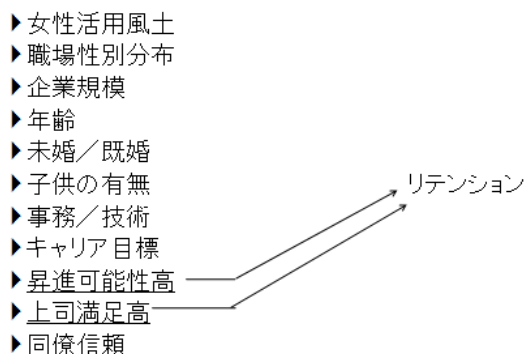 ▶女性活用風土
▶職場性別分布
▶企業規模
▶年齢
▶未婚／既婚
▶子供の有無
リテンション
▶事務／技術
▶キャリア目標
▶昇進可能性高
▶上司満足高
▶同僚信頼